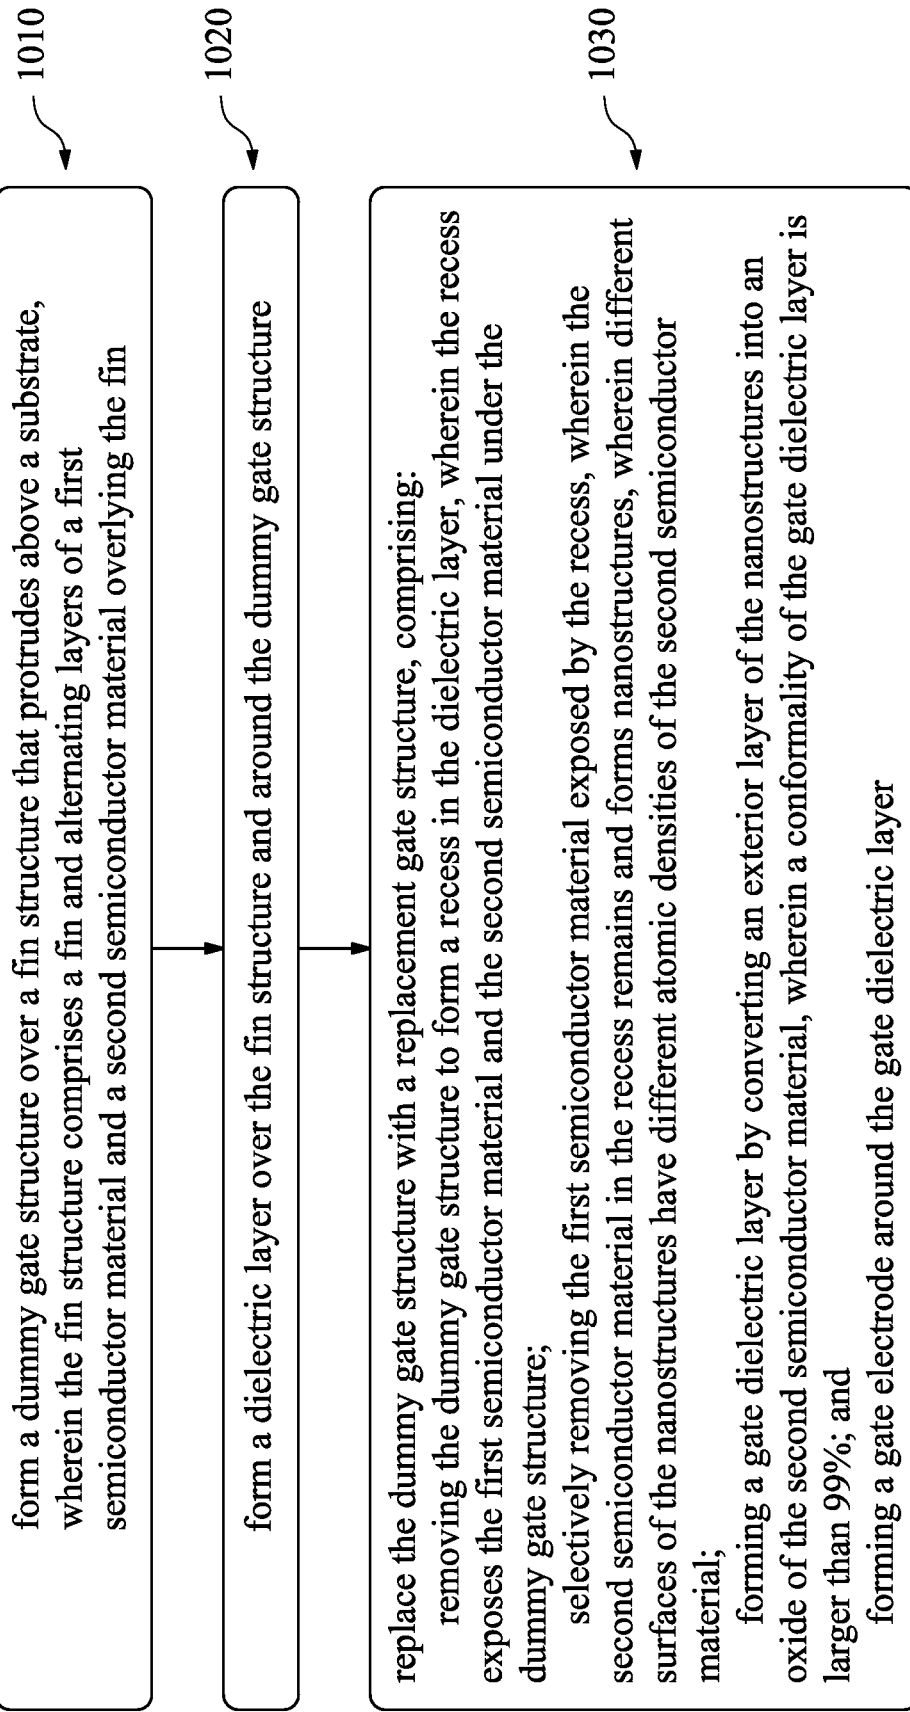 form a dummy gate structure over a fin structure that protrudes above a substrate,
wherein the fin structure comprises a fin and alternating layers of a first
semiconductor material and a second semiconductor material overlying the fin
1010
form a dielectric layer over the fin structure and around the dummy gate structure
1020
replace the dummy gate structure with a replacement gate structure, comprising:
removing the dummy gate structure to form a recess in the dielectric layer, wherein the recess
exposes the first semiconductor material and the second semiconductor material under the
dummy gate structure;
selectively removing the first semiconductor material exposed by the recess, wherein the
second semiconductor material in the recess remains and forms nanostructures, wherein different
surfaces of the nanostructures have different atomic densities of the second semiconductor
material;
forming a gate dielectric layer by converting an exterior layer of the nanostructures into an
oxide of the second semiconductor material, wherein a conformality of the gate dielectric layer is
larger than 99%; and
forming a gate electrode around the gate dielectric layer
1030